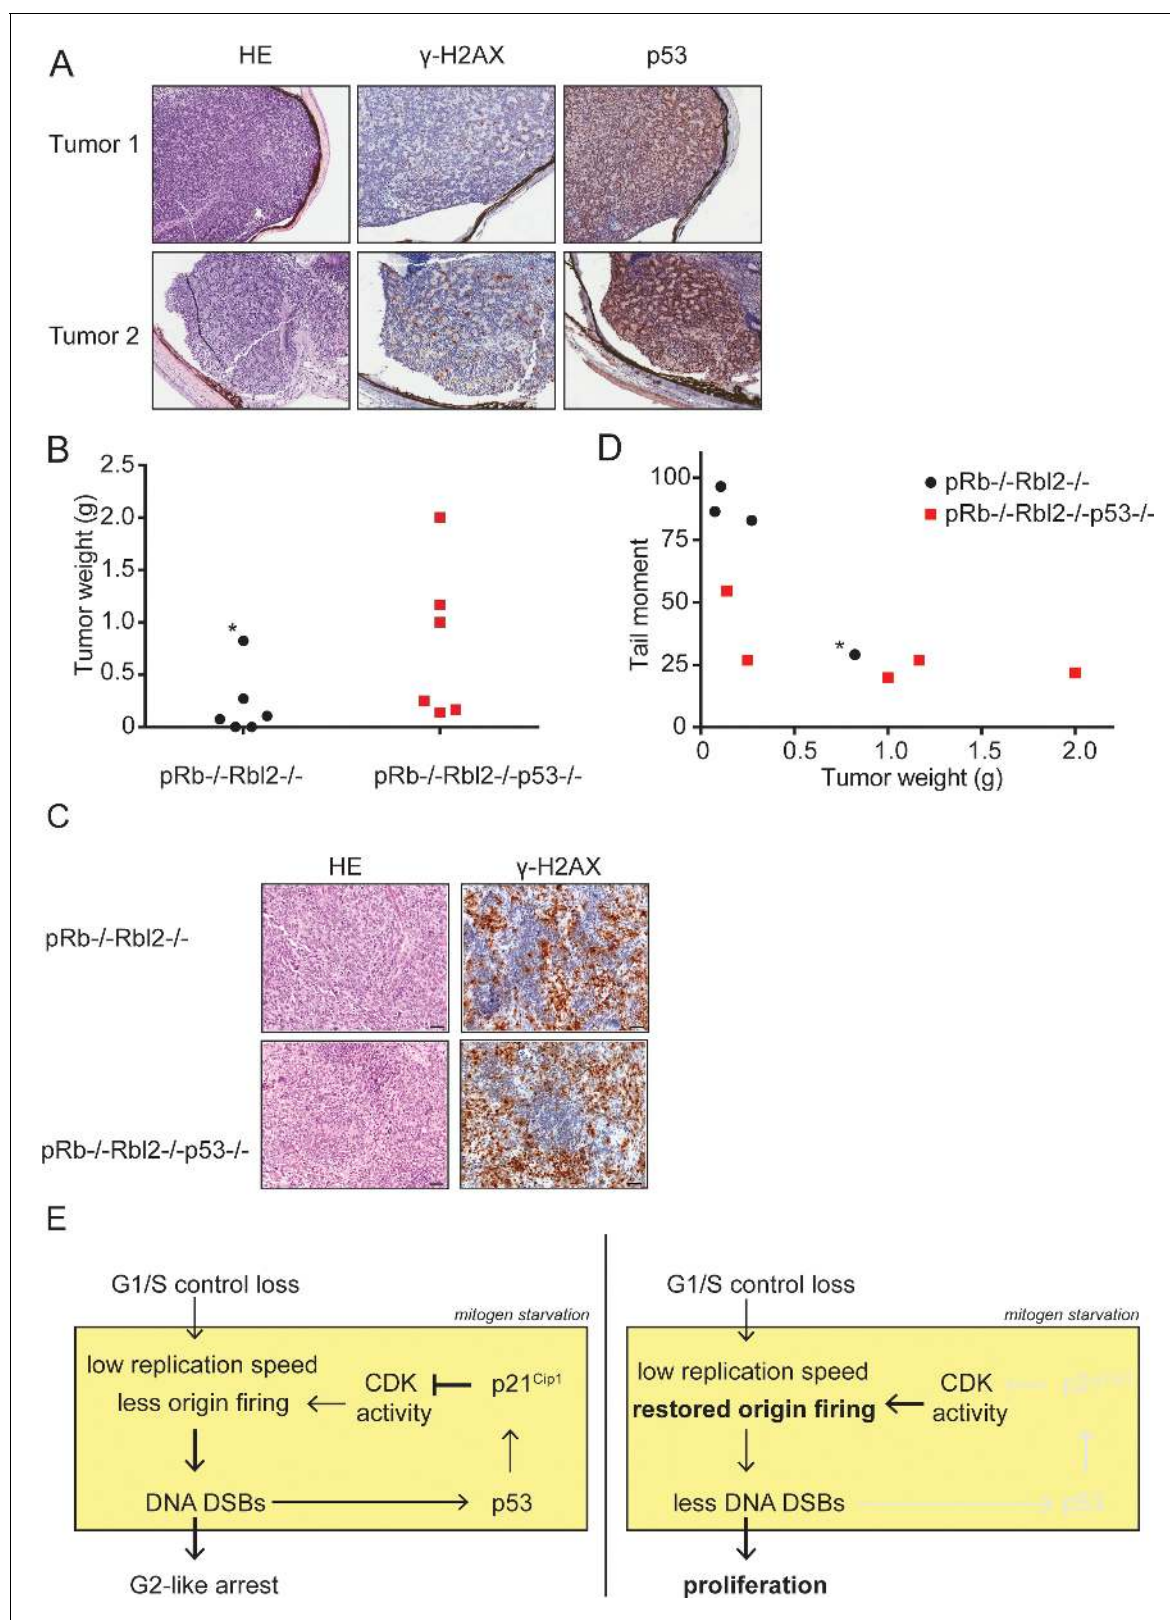 A
HE
γ-H2AX
p53
Tumor 1
Tumor 2
B
Tumor weight (g)
2.5
2.0
1.5
1.0
0.5
0
*
pRb-/-Rbl2-/-
pRb-/-Rbl2-/-p53-/-
D
Tail moment
100
75
50
25
0
*
pRb-/-Rbl2-/-
pRb-/-Rbl2-/-p53-/-
0
0.5
1.0
1.5
2.0
Tumor weight (g)
C
HE
γ-H2AX
pRb-/-Rbl2-/-
pRb-/-Rbl2-/-p53-/-
E
G1/S control loss
mitogen starvation
low replication speed
less origin firing
CDK
activity
p21Cip1
DNA DSBs
p53
G2-like arrest
G1/S control loss
mitogen starvation
low replication speed
restored origin firing
CDK
activity
less DNA DSBs
p53
proliferation